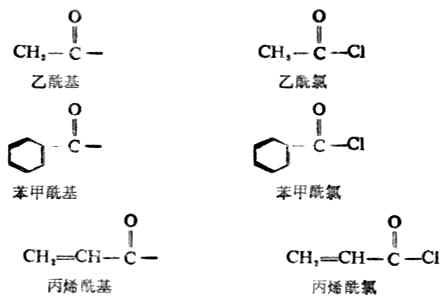 O O
CH₃—C— CH₃—C—Cl
乙酰基 乙酰氯
O O
—C— —C—Cl
苯甲酰基 苯甲酰氯
O O
CH₂=CH—C— CH₂=CH—C—Cl
丙烯酰基 丙烯酰氯